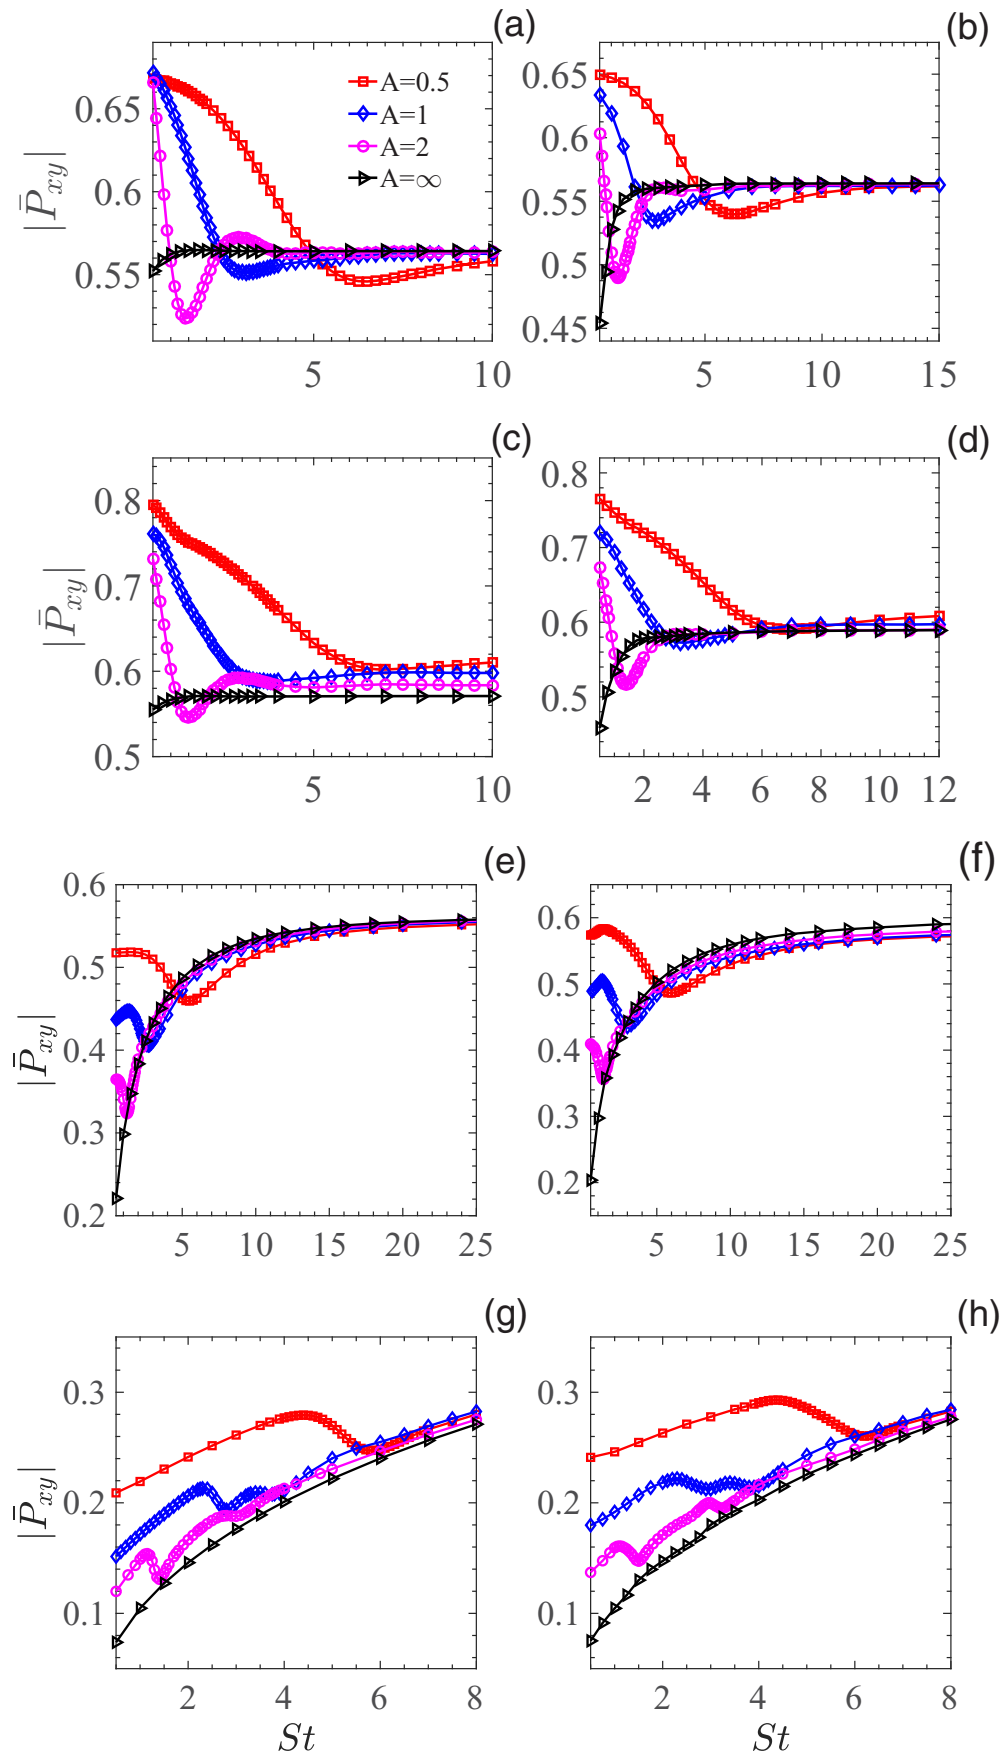 (a)
0.65
0.6
0.55
|P̄xy|
A=0.5
A=1
A=2
A=∞
5 10
(b)
0.65
0.6
0.55
0.5
0.45
5 10 15
(c)
0.8
0.7
0.6
0.5
|P̄xy|
5 10
(d)
0.8
0.7
0.6
0.5
2 4 6 8 10 12
(e)
0.6
0.5
0.4
0.3
0.2
|P̄xy|
5 10 15 20 25
(f)
0.6
0.5
0.4
0.3
0.2
5 10 15 20 25
(g)
0.3
0.2
0.1
|P̄xy|
2 4 6 8
St
(h)
0.3
0.2
0.1
2 4 6 8
St